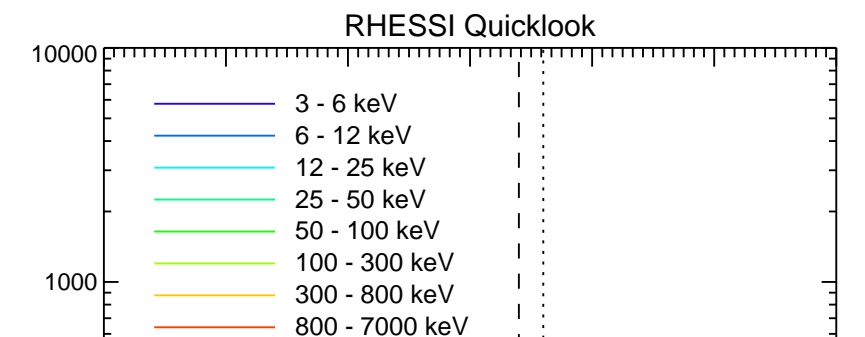 RHESSI Quicklook
10000
3 - 6 keV
6 - 12 keV
12 - 25 keV
25 - 50 keV
50 - 100 keV
100 - 300 keV
1000
300 - 800 keV
800 - 7000 keV